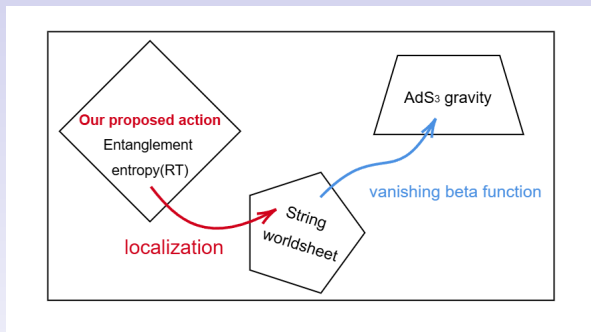 Our proposed action
Entanglement
entropy(RT)
localization
String
worldsheet
AdS₃ gravity
vanishing beta function